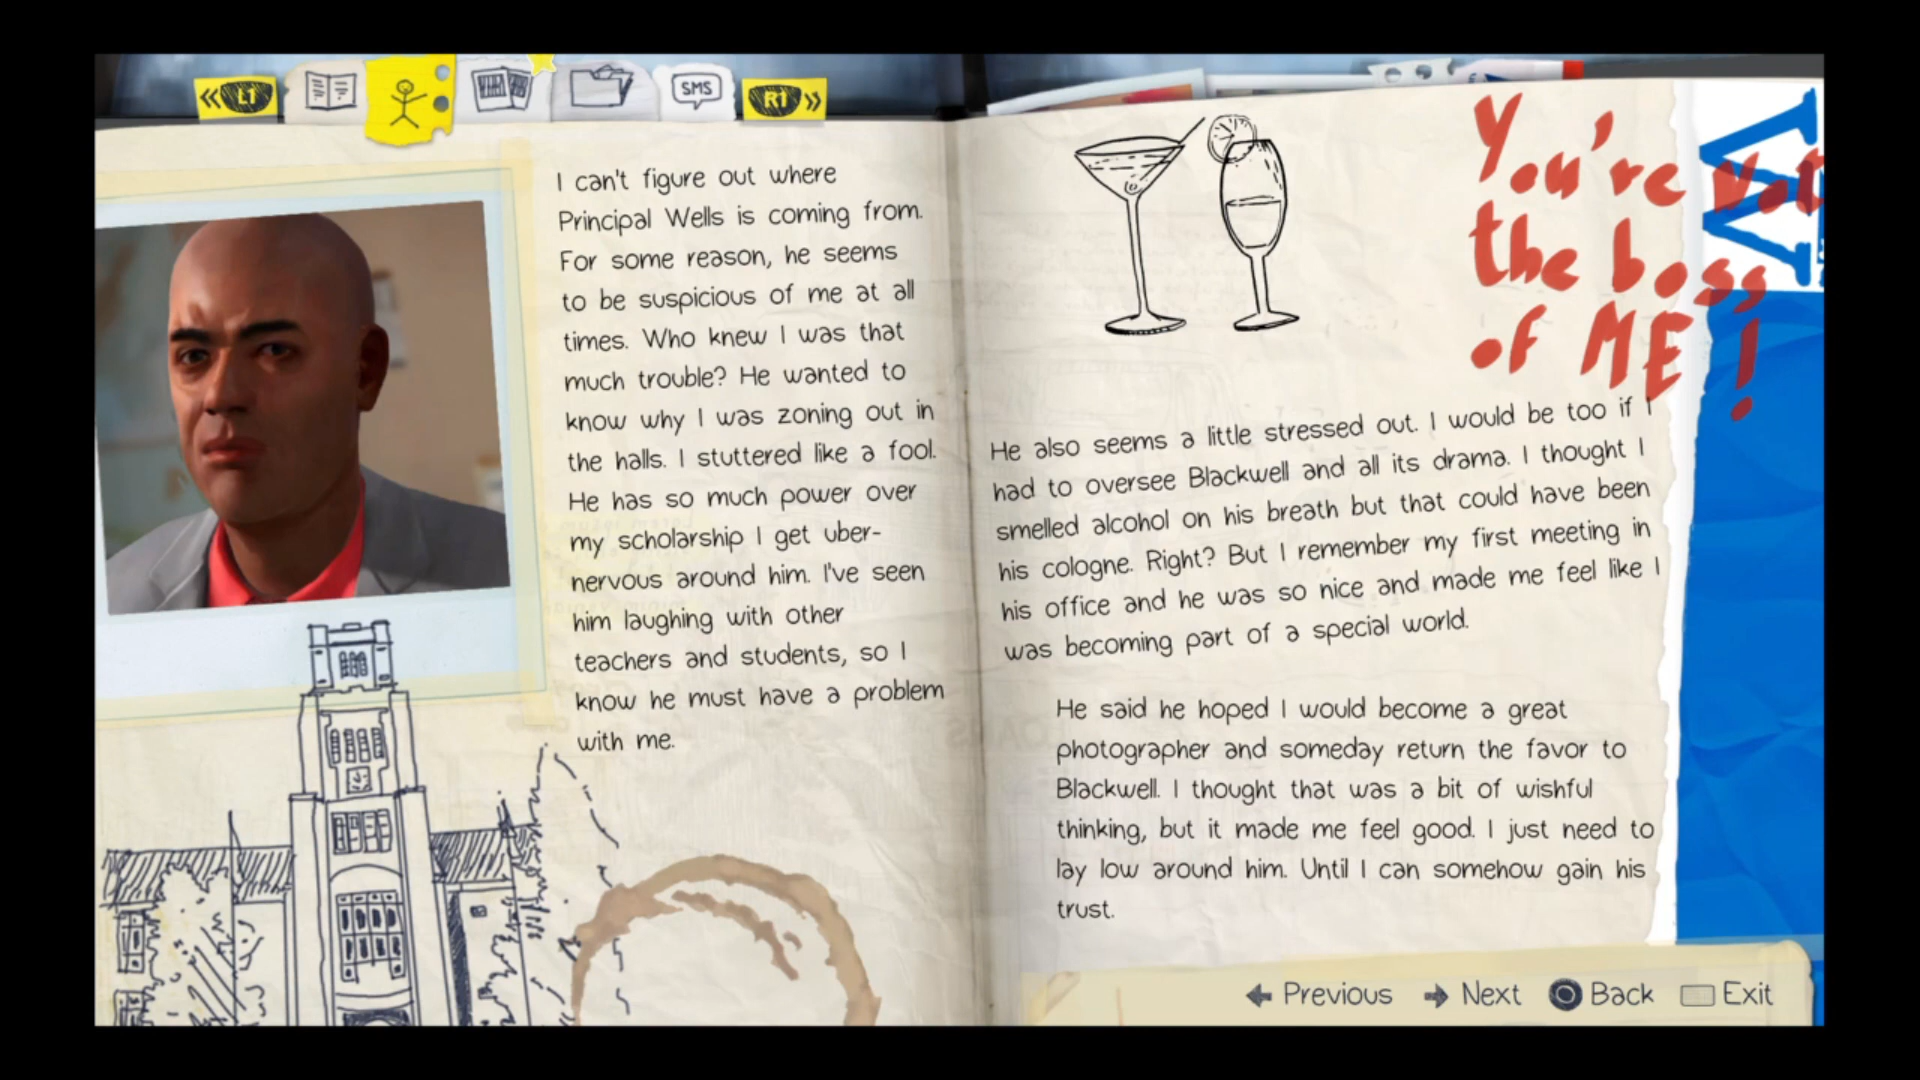 L1
SMS
R1
I can't figure out where
Principal Wells is coming from.
For some reason, he seems
to be suspicious of me at all
times. Who knew I was that
much trouble? He wanted to
know why I was zoning out in
the halls. I stuttered like a fool.
He has so much power over
my scholarship I get uber-
nervous around him. I've seen
him laughing with other
teachers and students, so I
know he must have a problem
with me.
You're not
the boss
of ME!
W
He also seems a little stressed out. I would be too if I
had to oversee Blackwell and all its drama. I thought I
smelled alcohol on his breath but that could have been
his cologne. Right? But I remember my first meeting in
his office and he was so nice and made me feel like I
was becoming part of a special world.
He said he hoped I would become a great
photographer and someday return the favor to
Blackwell. I thought that was a bit of wishful
thinking, but it made me feel good. I just need to
lay low around him. Until I can somehow gain his
trust.
Previous Next Back Exit